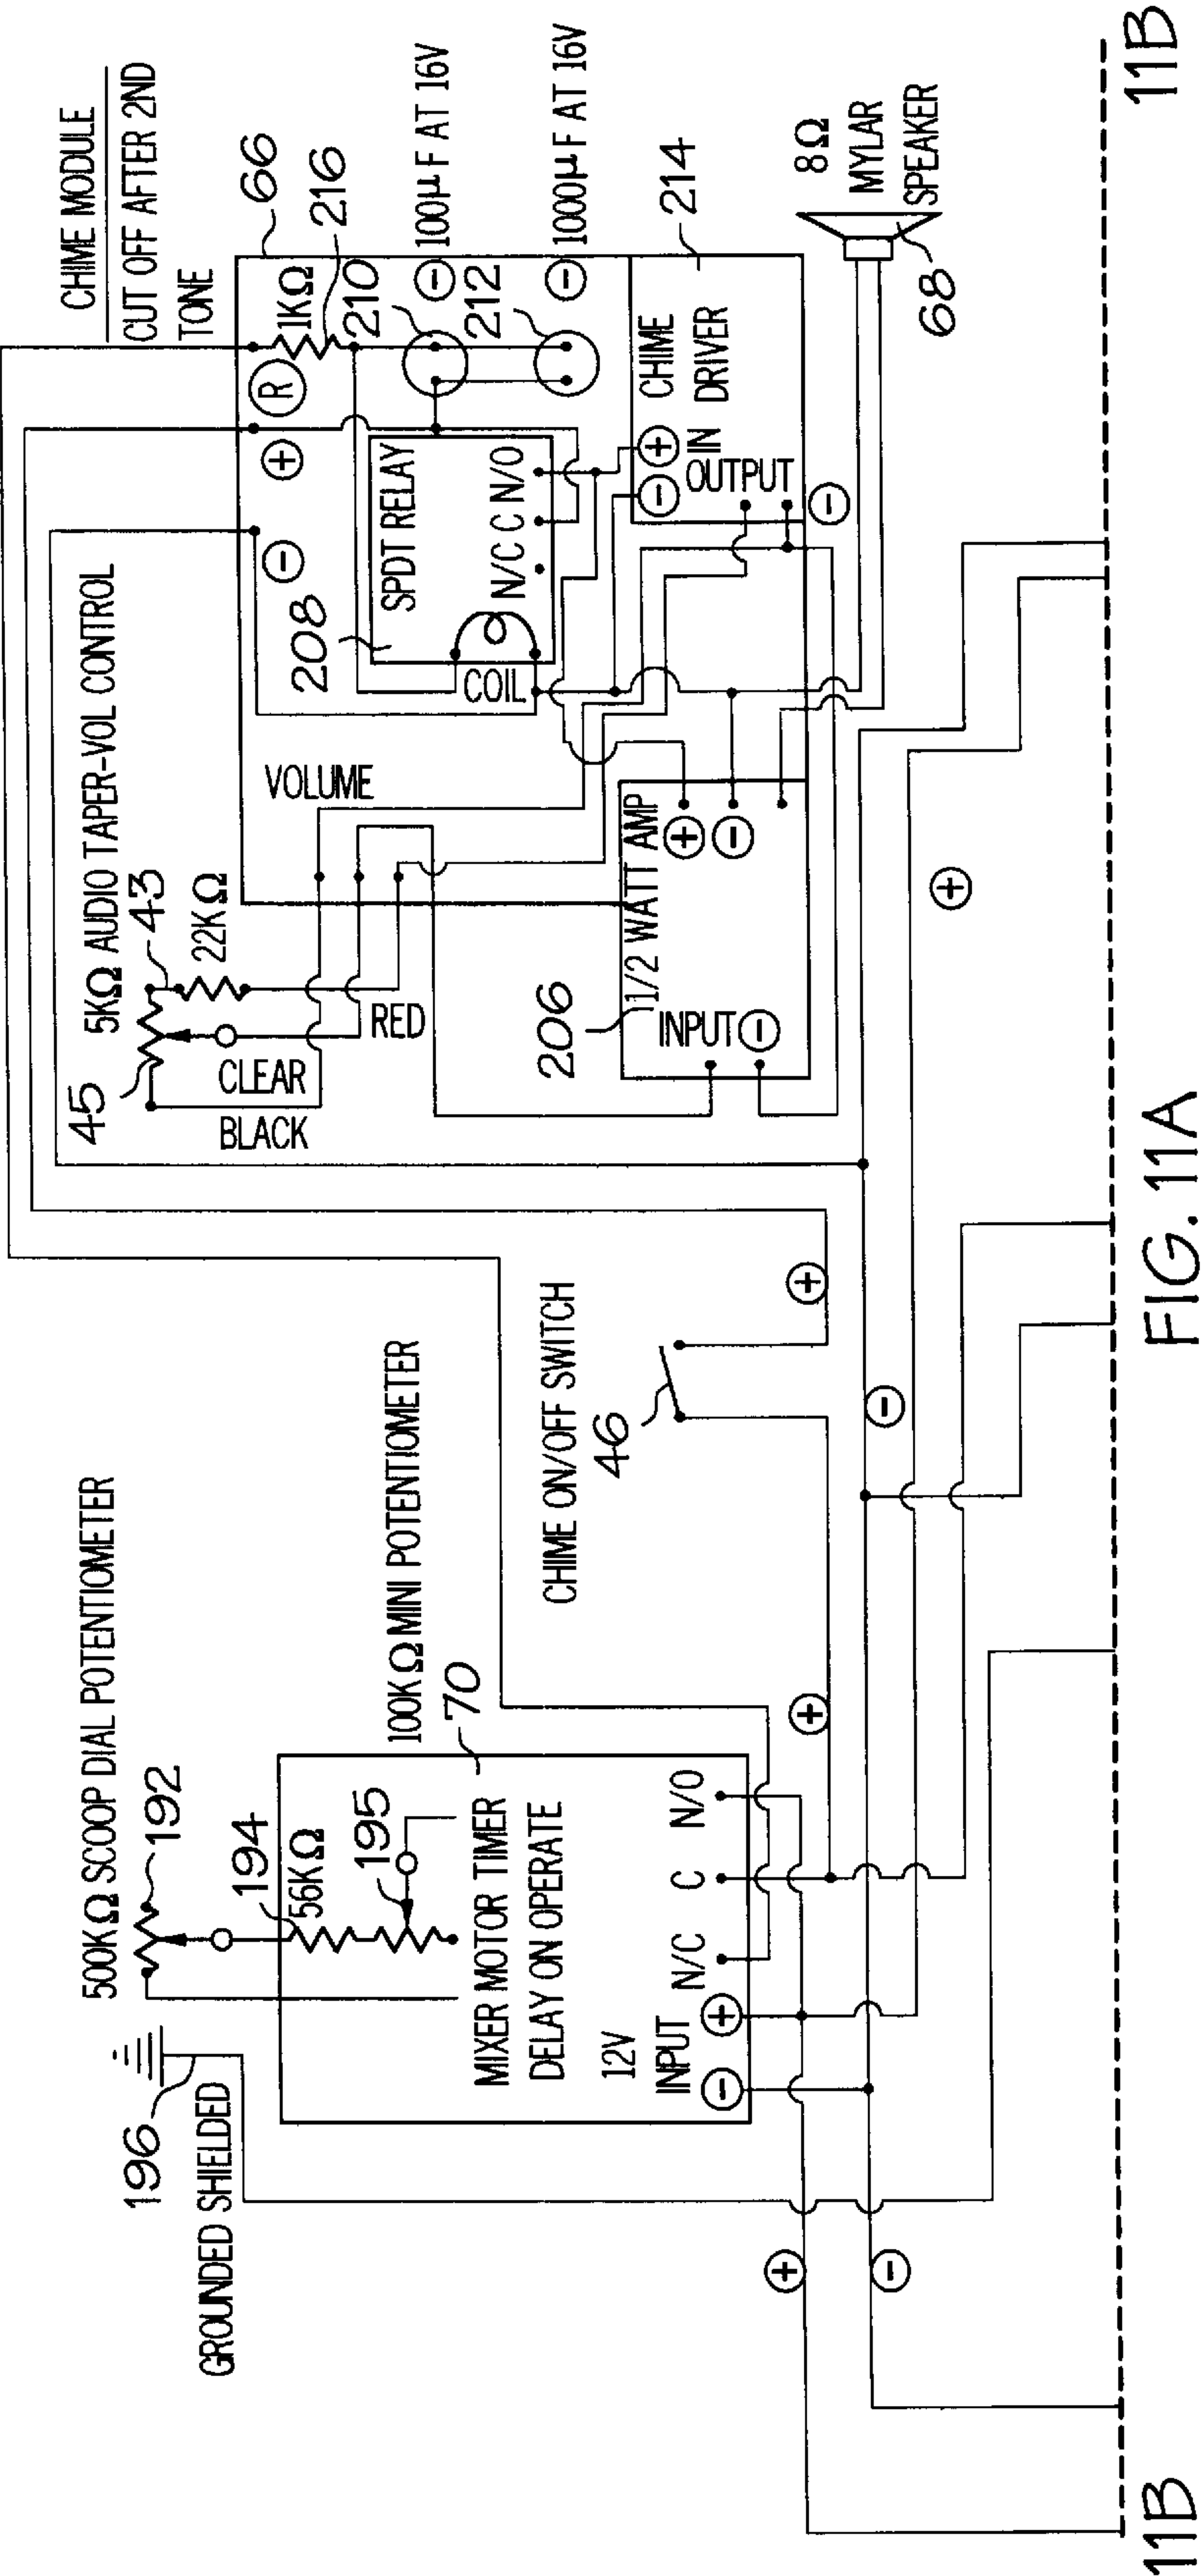 500KΩ SCOOP DIAL POTENTIOMETER
192
196
GROUNDED SHIELDED
194
56KΩ
195
100KΩ MINI POTENTIOMETER
70
MIXER MOTOR TIMER
DELAY ON OPERATE
12V
INPUT
- +
N/C C N/O
+
-
+
CHIME ON/OFF SWITCH
46
+
-
+
5KΩ AUDIO TAPER-VOL CONTROL
45
43
22KΩ
CLEAR
BLACK
RED
VOLUME
CHIME MODULE
CUT OFF AFTER 2ND
TONE
66
216
- + R
1KΩ
208
SPDT RELAY
COIL
N/C C N/O
210
- 100µF AT 16V
212
- 1000µF AT 16V
206
11/2 WATT AMP
INPUT -
+
-
CHIME
DRIVER
- + IN
OUTPUT
-
214
8Ω
MYLAR
SPEAKER
68
11B
11B
FIG. 11A